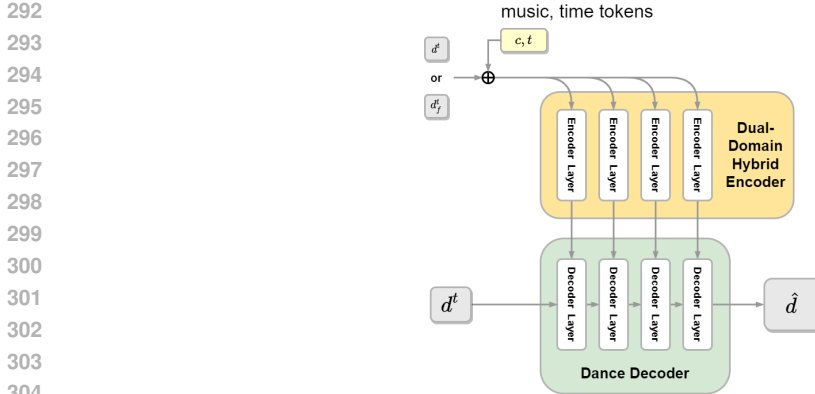 292
293
294
295
296
297
298
299
300
301
302
303
304
music, time tokens
c, t
d^t
or
d_f^t
Encoder Layer
Encoder Layer
Encoder Layer
Encoder Layer
Dual-
Domain
Hybrid
Encoder
d^t
Decoder Layer
Decoder Layer
Decoder Layer
Decoder Layer
d̂
Dance Decoder